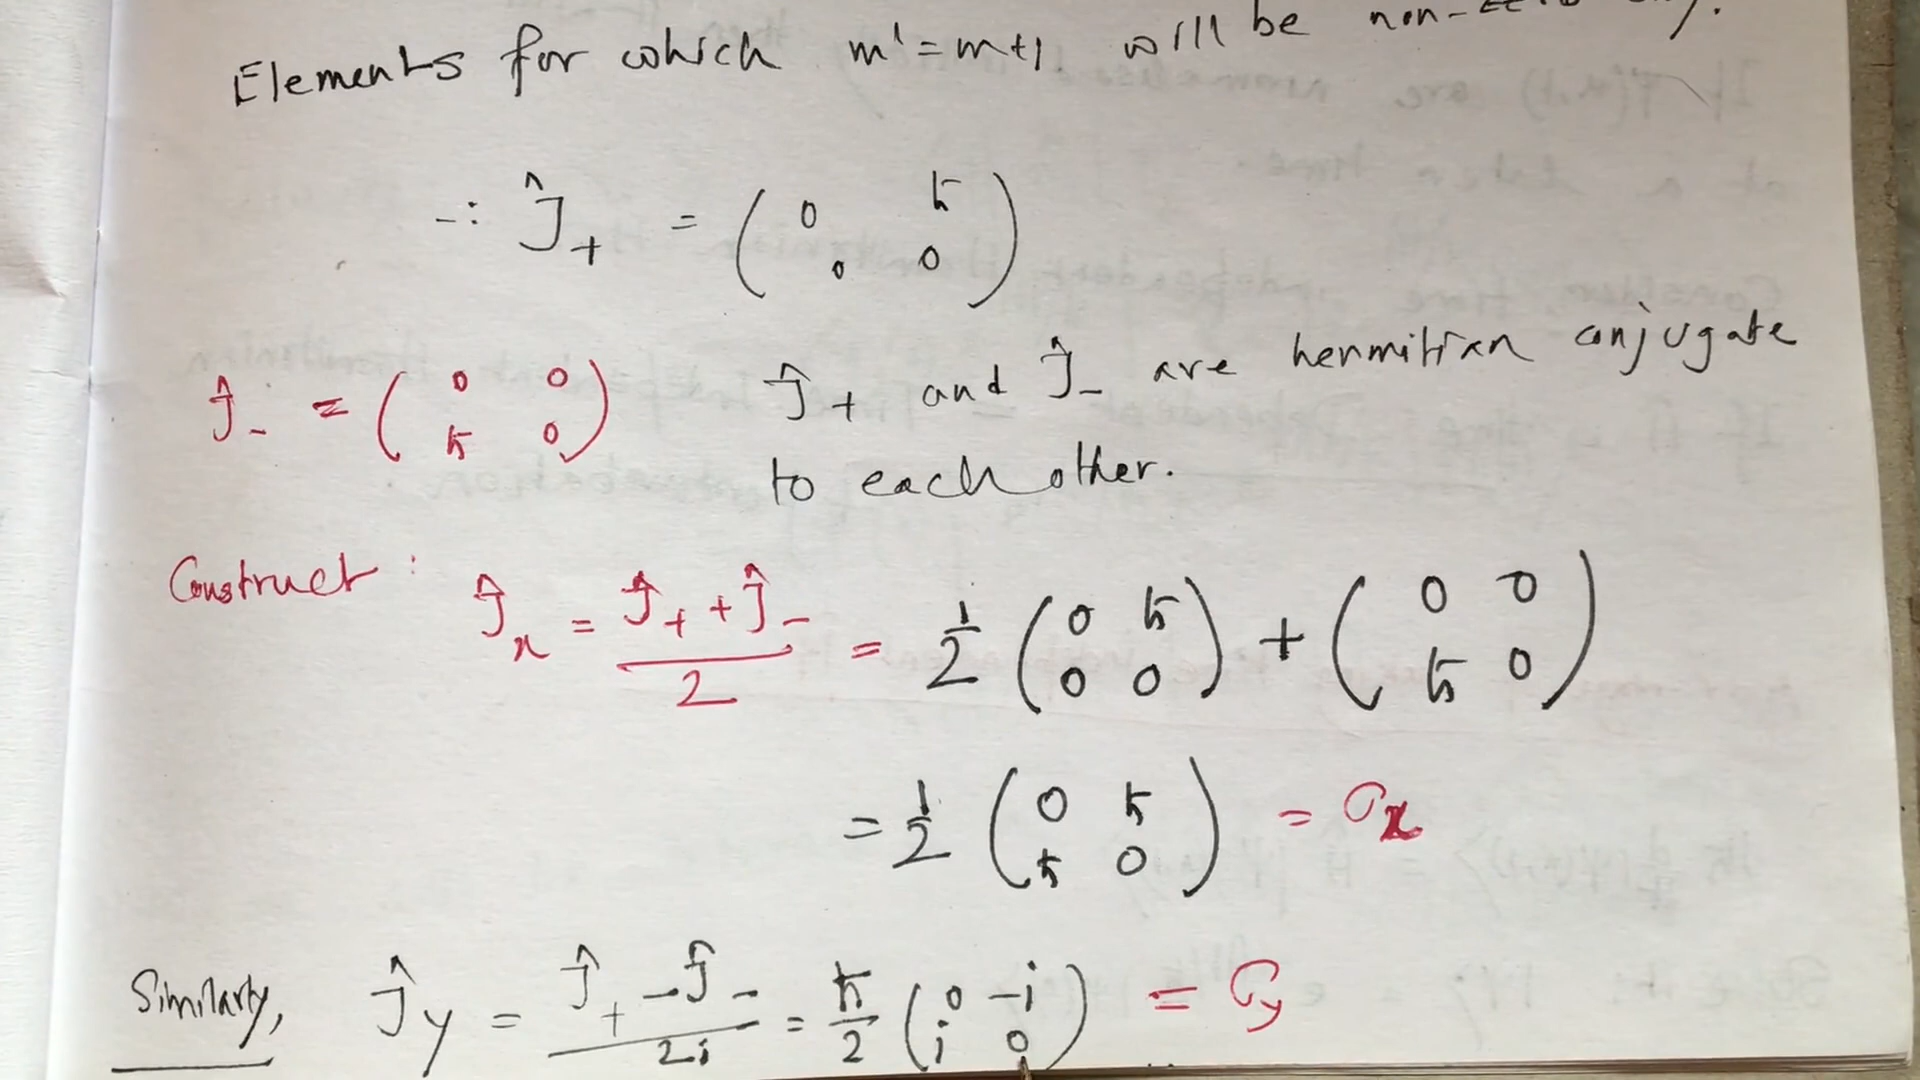 Elements for which m' = m+1 will be non-zero only.
∴ Ĵ₊ = ( 0 ħ
0 0 )
Ĵ₋ = ( 0 0
ħ 0 )
Ĵ₊ and Ĵ₋ are hermitian conjugate
to each other.
Construct : Ĵx = Ĵ₊ + Ĵ₋ / 2 = 1/2 ( 0 ħ
0 0 ) + ( 0 0
ħ 0 )
= 1/2 ( 0 ħ
ħ 0 ) = σx
Similarly, Ĵy = Ĵ₊ - Ĵ₋ / 2i = ħ/2 ( 0 -i
i 0 ) = σy